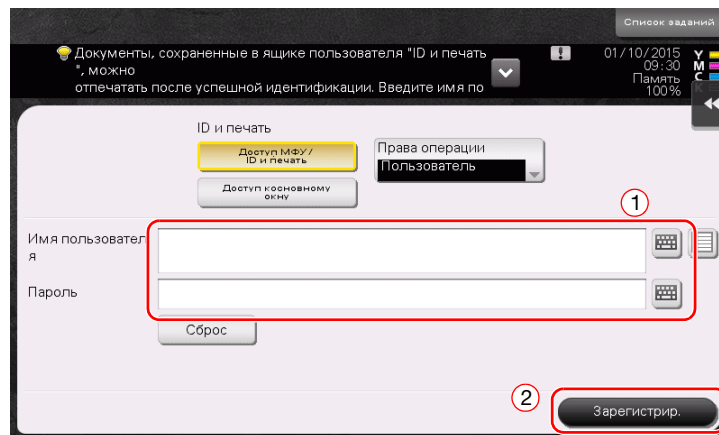 Список заданий
Документы, сохраненные в ящике пользователя "ID и печать
", можно
отпечатать после успешной идентификации. Введите имя по
01/10/2015
09:30
Память
100%
Y
M
C
K
ID и печать
Доступ МФУ/
ID и печать
Права операции
Пользователь
Доступ косновному
окну
1
Имя пользовател
я
Пароль
Сброс
2
Зарегистрир.